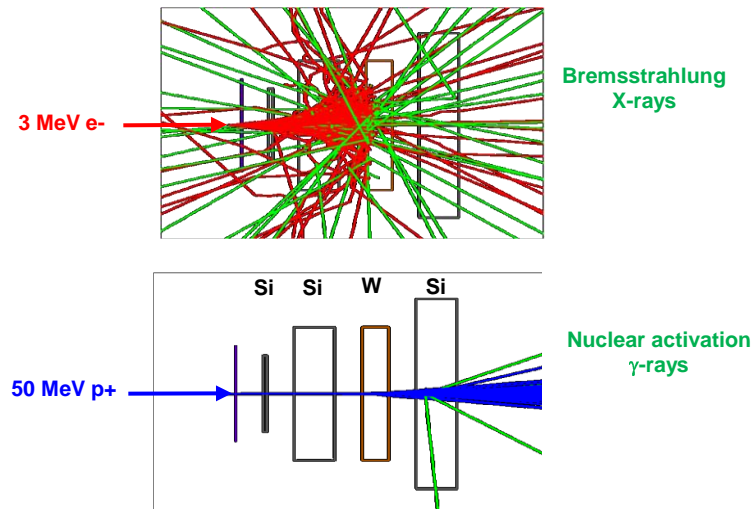 Bremsstrahlung
X-rays
3 MeV e-
Si Si W Si
Nuclear activation
γ-rays
50 MeV p+